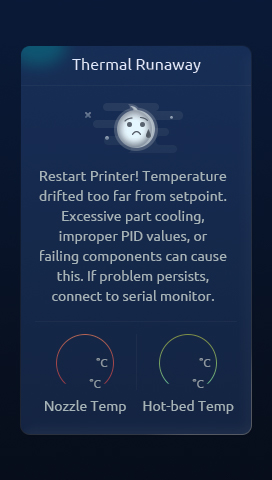 Thermal Runaway
Restart Printer! Temperature
drifted too far from setpoint.
Excessive part cooling,
improper PID values, or
failing components can cause
this. If problem persists,
connect to serial monitor.
°C °C
°C °C
Nozzle Temp Hot-bed Temp